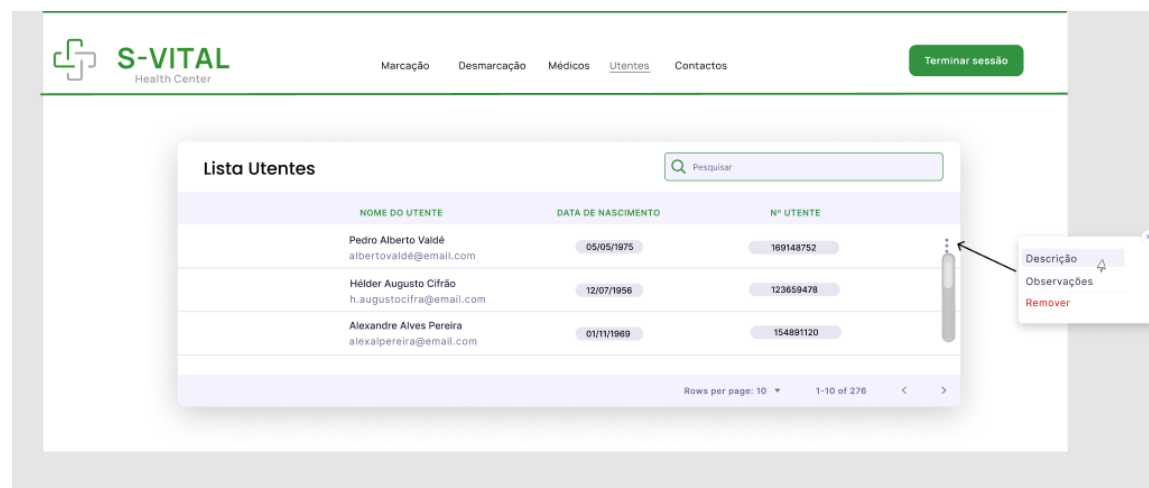 S-VITAL
Health Center
Marcação Desmarcação Médicos Utentes Contactos
Terminar sessão
Lista Utentes
Pesquisar
NOME DO UTENTE DATA DE NASCIMENTO Nº UTENTE
Pedro Alberto Valdé 05/05/1975 169148752
albertovaldé@email.com
Hélder Augusto Cifrão 12/07/1956 123659478
h.augustocifra@email.com
Alexandre Alves Pereira 01/11/1969 154891120
alexalpereira@email.com
Rows per page: 10 1-10 of 276
Descrição
Observações
Remover